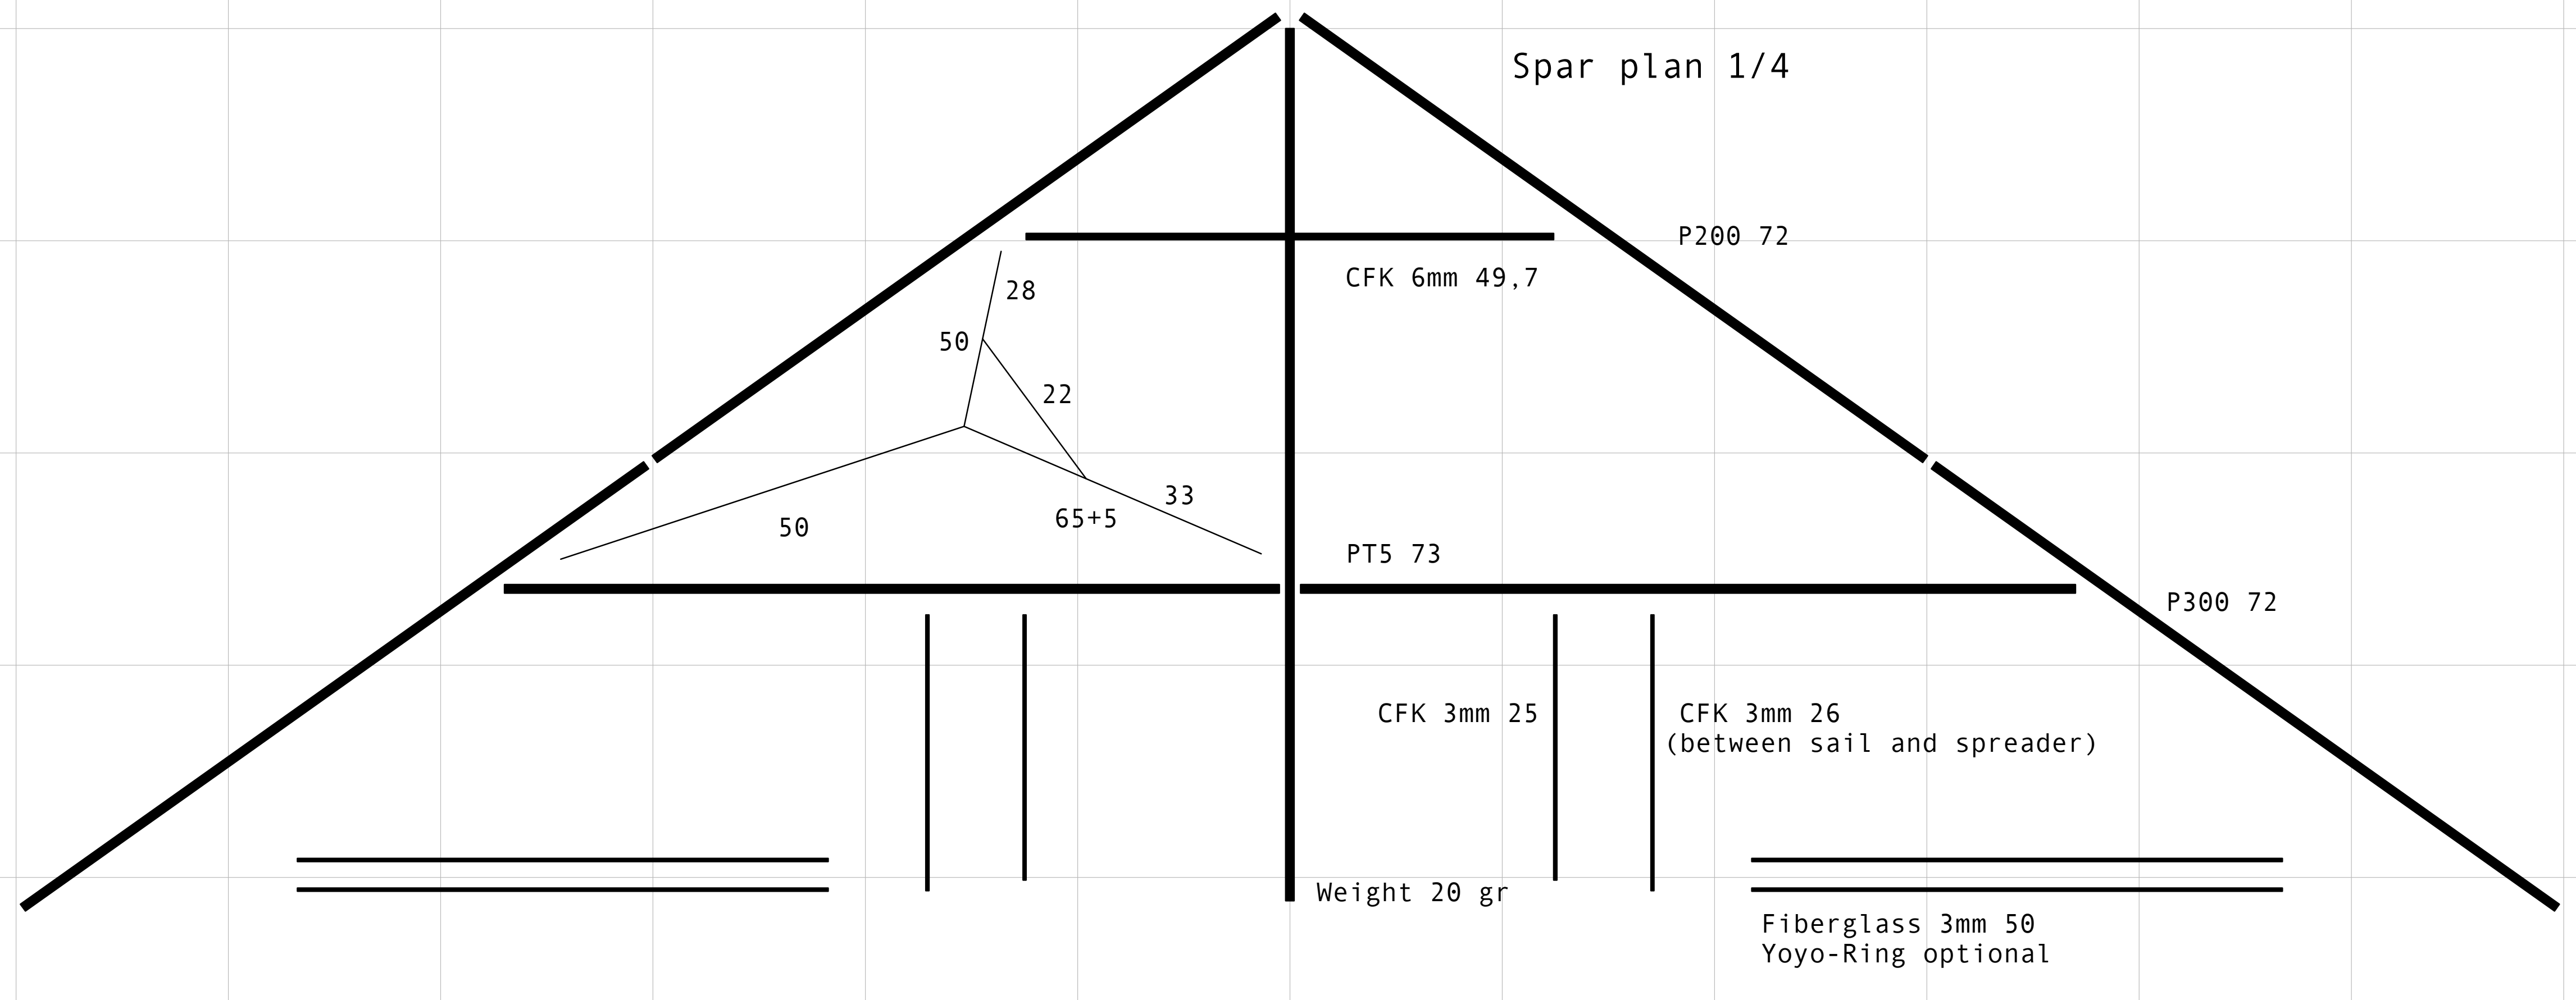 Spar plan 1/4
P200 72
CFK 6mm 49,7
28
50
22
33
65+5
50
PT5 73
P300 72
CFK 3mm 25
CFK 3mm 26
(between sail and spreader)
Weight 20 gr
Fiberglass 3mm 50
Yoyo-Ring optional